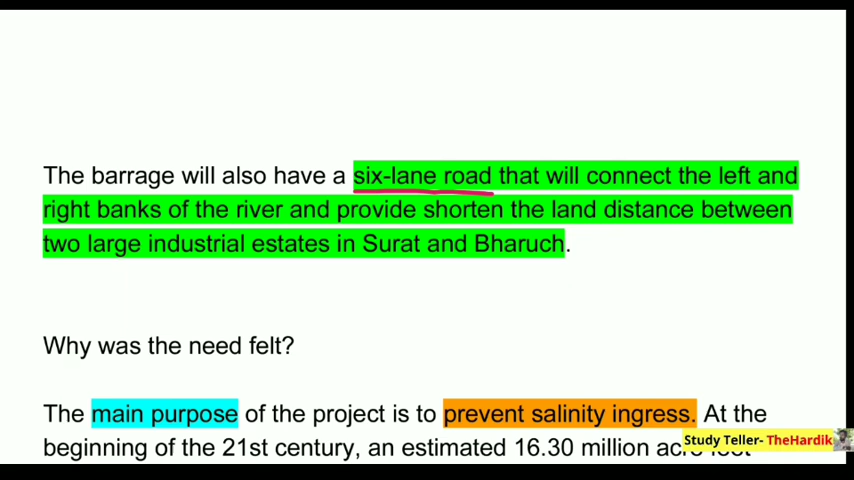 The barrage will also have a six-lane road that will connect the left and
right banks of the river and provide shorten the land distance between
two large industrial estates in Surat and Bharuch.
Why was the need felt?
The main purpose of the project is to prevent salinity ingress. At the
beginning of the 21st century, an estimated 16.30 million
Study Teller- TheHardik